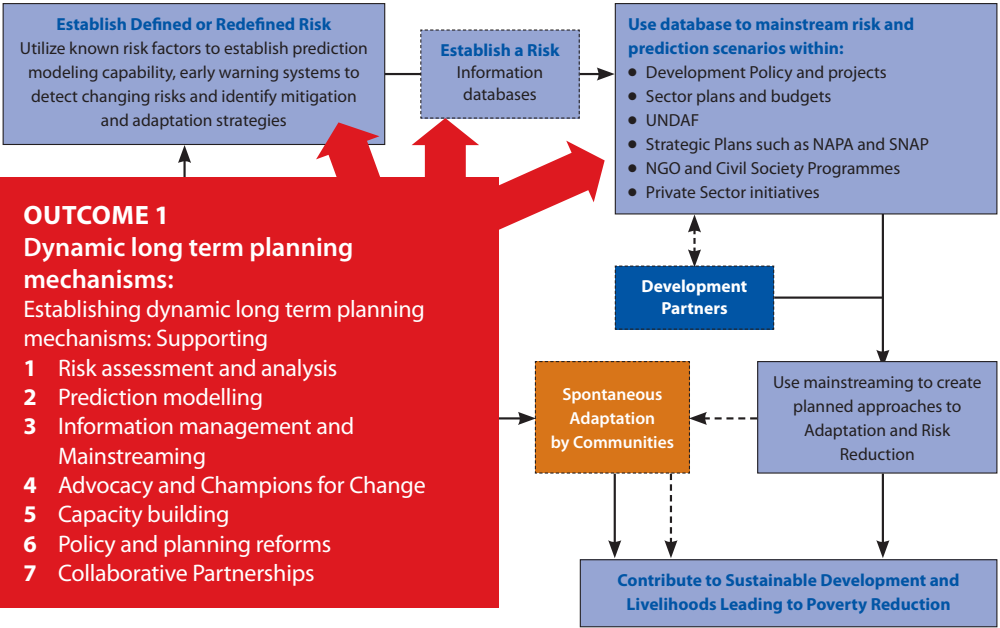 Establish Defined or Redefined Risk
Utilize known risk factors to establish prediction
modeling capability, early warning systems to
detect changing risks and identify mitigation
and adaptation strategies
Establish a Risk
Information
databases
Use database to mainstream risk and
prediction scenarios within:
● Development Policy and projects
● Sector plans and budgets
● UNDAF
● Strategic Plans such as NAPA and SNAP
● NGO and Civil Society Programmes
● Private Sector initiatives
OUTCOME 1
Dynamic long term planning
mechanisms:
Establishing dynamic long term planning
mechanisms: Supporting
1 Risk assessment and analysis
2 Prediction modelling
3 Information management and
Mainstreaming
4 Advocacy and Champions for Change
5 Capacity building
6 Policy and planning reforms
7 Collaborative Partnerships
Development
Partners
Spontaneous
Adaptation
by Communities
Use mainstreaming to create
planned approaches to
Adaptation and Risk
Reduction
Contribute to Sustainable Development and
Livelihoods Leading to Poverty Reduction